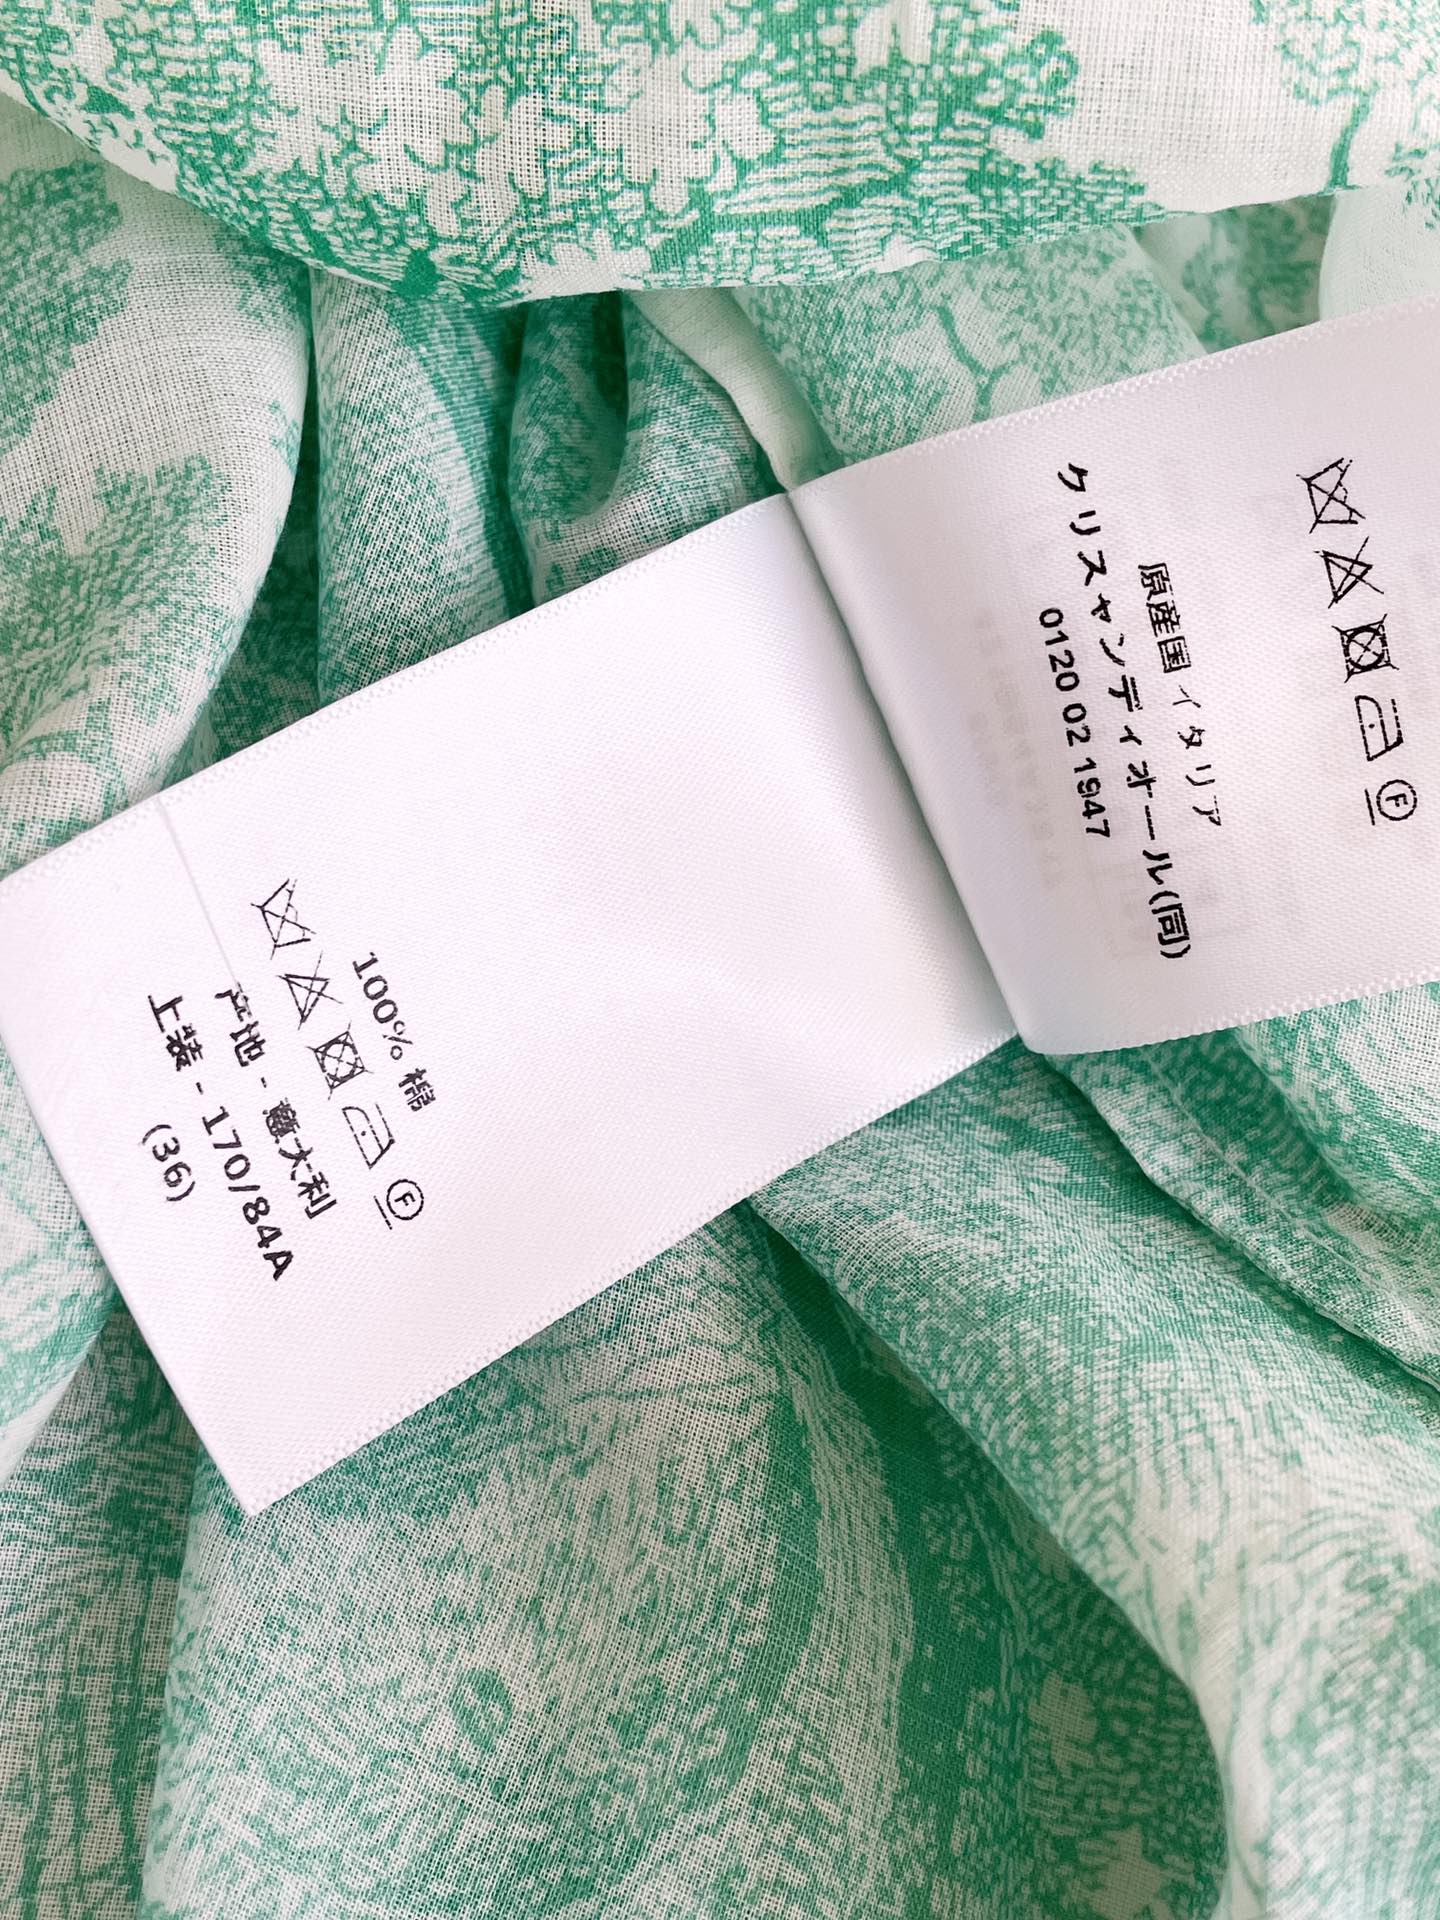 100% 棉
F
产地 - 意大利
上装 - 170/84A
(36)
F
原産国イタリア
クリスャンディオール(同)
0120 02 1947